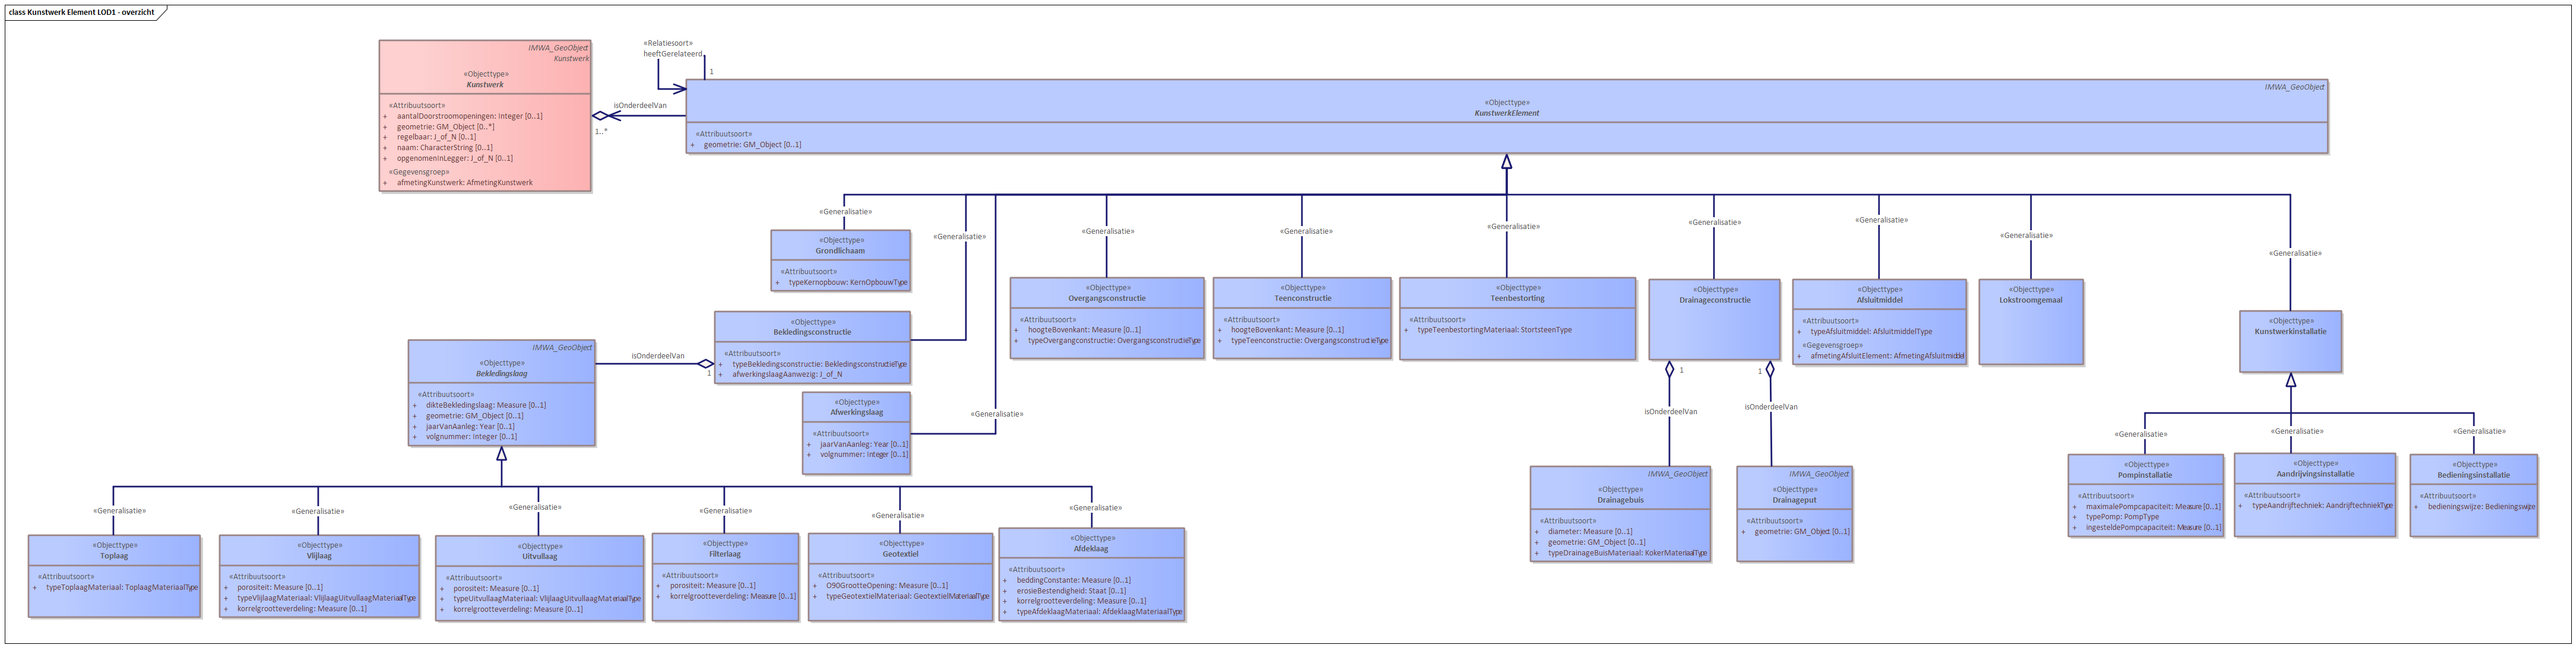 class Kunstwerk Element LOD1 - overzicht
IMWA_GeoObject
Kunstwerk
«Objecttype»
Kunstwerk
«Attribuutsoort»
+ aantalDoorstroomopeningen: Integer [0..1]
+ geometrie: GM_Object [0..*]
+ regelbaar: J_of_N [0..1]
+ naam: CharacterString [0..1]
+ opgenomenInLegger: J_of_N [0..1]
«Gegevensgroep»
+ afmetingKunstwerk: AfmetingKunstwerk
«Relatiesoort»
heeftGerelateerd
1
isOnderdeelVan
1..*
IMWA_GeoObject
«Objecttype»
KunstwerkElement
«Attribuutsoort»
+ geometrie: GM_Object [0..1]
«Generalisatie»
«Generalisatie»
«Generalisatie»
«Generalisatie»
«Generalisatie»
«Generalisatie»
«Generalisatie»
«Generalisatie»
«Generalisatie»
«Generalisatie»
«Objecttype»
Grondlichaam
«Attribuutsoort»
+ typeKernopbouw: KernOpbouwType
«Objecttype»
Bekledingsconstructie
«Attribuutsoort»
+ typeBekledingsconstructie: BekledingsconstructieType
+ afwerkingslaagAanwezig: J_of_N
isOnderdeelVan
1
«Objecttype»
Afwerkingslaag
«Attribuutsoort»
+ jaarVanAanleg: Year [0..1]
+ volgnummer: Integer [0..1]
«Objecttype»
Overgangsconstructie
«Attribuutsoort»
+ hoogteBovenkant: Measure [0..1]
+ typeOvergangconstructie: OvergangsconstructieType
«Objecttype»
Teenconstructie
«Attribuutsoort»
+ hoogteBovenkant: Measure [0..1]
+ typeTeenconstructie: OvergangsconstructieType
«Objecttype»
Teenbestorting
«Attribuutsoort»
+ typeTeenbestortingMateriaal: StortsteenType
«Objecttype»
Drainageconstructie
1
1
isOnderdeelVan
isOnderdeelVan
«Objecttype»
Afsluitmiddel
«Attribuutsoort»
+ typeAfsluitmiddel: AfsluitmiddelType
«Gegevensgroep»
+ afmetingAfsluitElement: AfmetingAfsluitmiddel
«Objecttype»
Lokstroomgemaal
«Objecttype»
Kunstwerkinstallatie
IMWA_GeoObject
«Objecttype»
Bekledingslaag
«Attribuutsoort»
+ dikteBekledingslaag: Measure [0..1]
+ geometrie: GM_Object [0..1]
+ jaarVanAanleg: Year [0..1]
+ volgnummer: Integer [0..1]
«Generalisatie»
«Generalisatie»
«Generalisatie»
«Generalisatie»
«Generalisatie»
«Generalisatie»
«Objecttype»
Toplaag
«Attribuutsoort»
+ typeToplaagMateriaal: ToplaagMateriaalType
«Objecttype»
Vlijlaag
«Attribuutsoort»
+ porositeit: Measure [0..1]
+ typeVlijlaagMateriaal: VlijlaagUitvullaagMateriaalType
+ korrelgrootteverdeling: Measure [0..1]
«Objecttype»
Uitvullaag
«Attribuutsoort»
+ porositeit: Measure [0..1]
+ typeUitvullaagMateriaal: VlijlaagUitvullaagMateriaalType
+ korrelgrootteverdeling: Measure [0..1]
«Objecttype»
Filterlaag
«Attribuutsoort»
+ porositeit: Measure [0..1]
+ korrelgrootteverdeling: Measure [0..1]
«Objecttype»
Geotextiel
«Attribuutsoort»
+ O90GrootteOpening: Measure [0..1]
+ typeGeotextielMateriaal: GeotextielMateriaalType
«Objecttype»
Afdeklaag
«Attribuutsoort»
+ beddingConstante: Measure [0..1]
+ erosieBestendigheid: Staat [0..1]
+ korrelgrootteverdeling: Measure [0..1]
+ typeAfdeklaagMateriaal: AfdeklaagMateriaalType
IMWA_GeoObject
«Objecttype»
Drainagebuis
«Attribuutsoort»
+ diameter: Measure [0..1]
+ geometrie: GM_Object [0..1]
+ typeDrainageBuisMateriaal: KokerMateriaalType
IMWA_GeoObject
«Objecttype»
Drainageput
«Attribuutsoort»
+ geometrie: GM_Object [0..1]
«Generalisatie»
«Generalisatie»
«Generalisatie»
«Objecttype»
Pompinstallatie
«Attribuutsoort»
+ maximalePompcapaciteit: Measure [0..1]
+ typePomp: PompType
+ ingesteldePompcapaciteit: Measure [0..1]
«Objecttype»
Aandrijvingsinstallatie
«Attribuutsoort»
+ typeAandrijftechniek: AandrijftechniekType
«Objecttype»
Bedieningsinstallatie
«Attribuutsoort»
+ bedieningswijze: Bedieningswijze